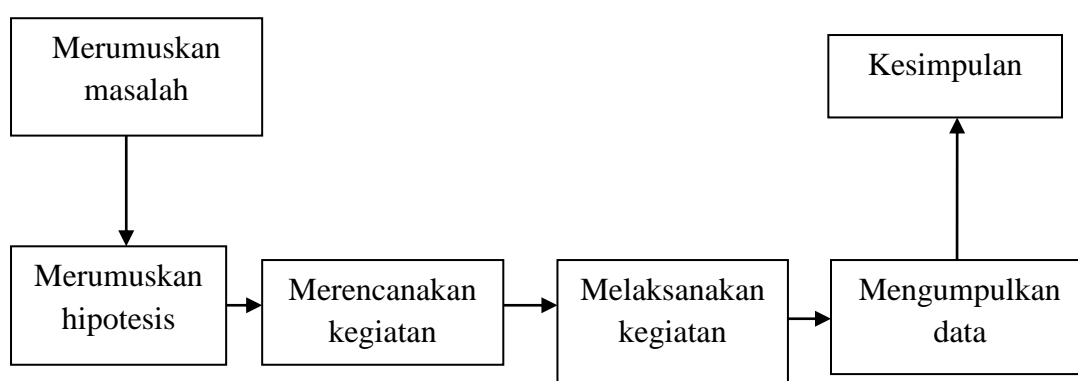 Merumuskan
masalah
Kesimpulan
Merumuskan
hipotesis
Merencanakan
kegiatan
Melaksanakan
kegiatan
Mengumpulkan
data